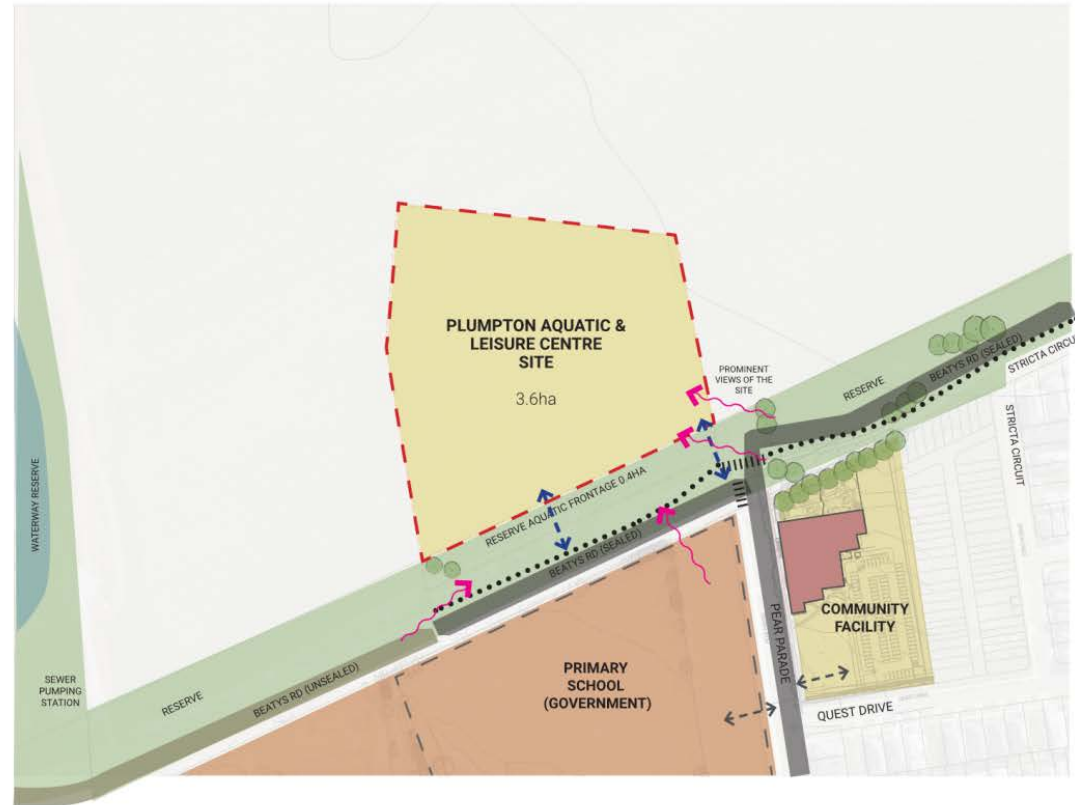 PLUMPTON AQUATIC &
LEISURE CENTRE
SITE
3.6ha
PROMINENT
VIEWS OF THE
SITE
RESERVE
BEATYS RD (SEALED)
STRICTA CIRCU
STRICTA CIRCUIT
WATERWAY RESERVE
RESERVE AQUATIC FRONTAGE 0.4HA
BEATYS RD (SEALED)
PEAR PARADE
COMMUNITY
FACILITY
PRIMARY
SCHOOL
(GOVERNMENT)
QUEST DRIVE
SEWER
PUMPING
STATION
RESERVE
BEATYS RD (UNSEALED)